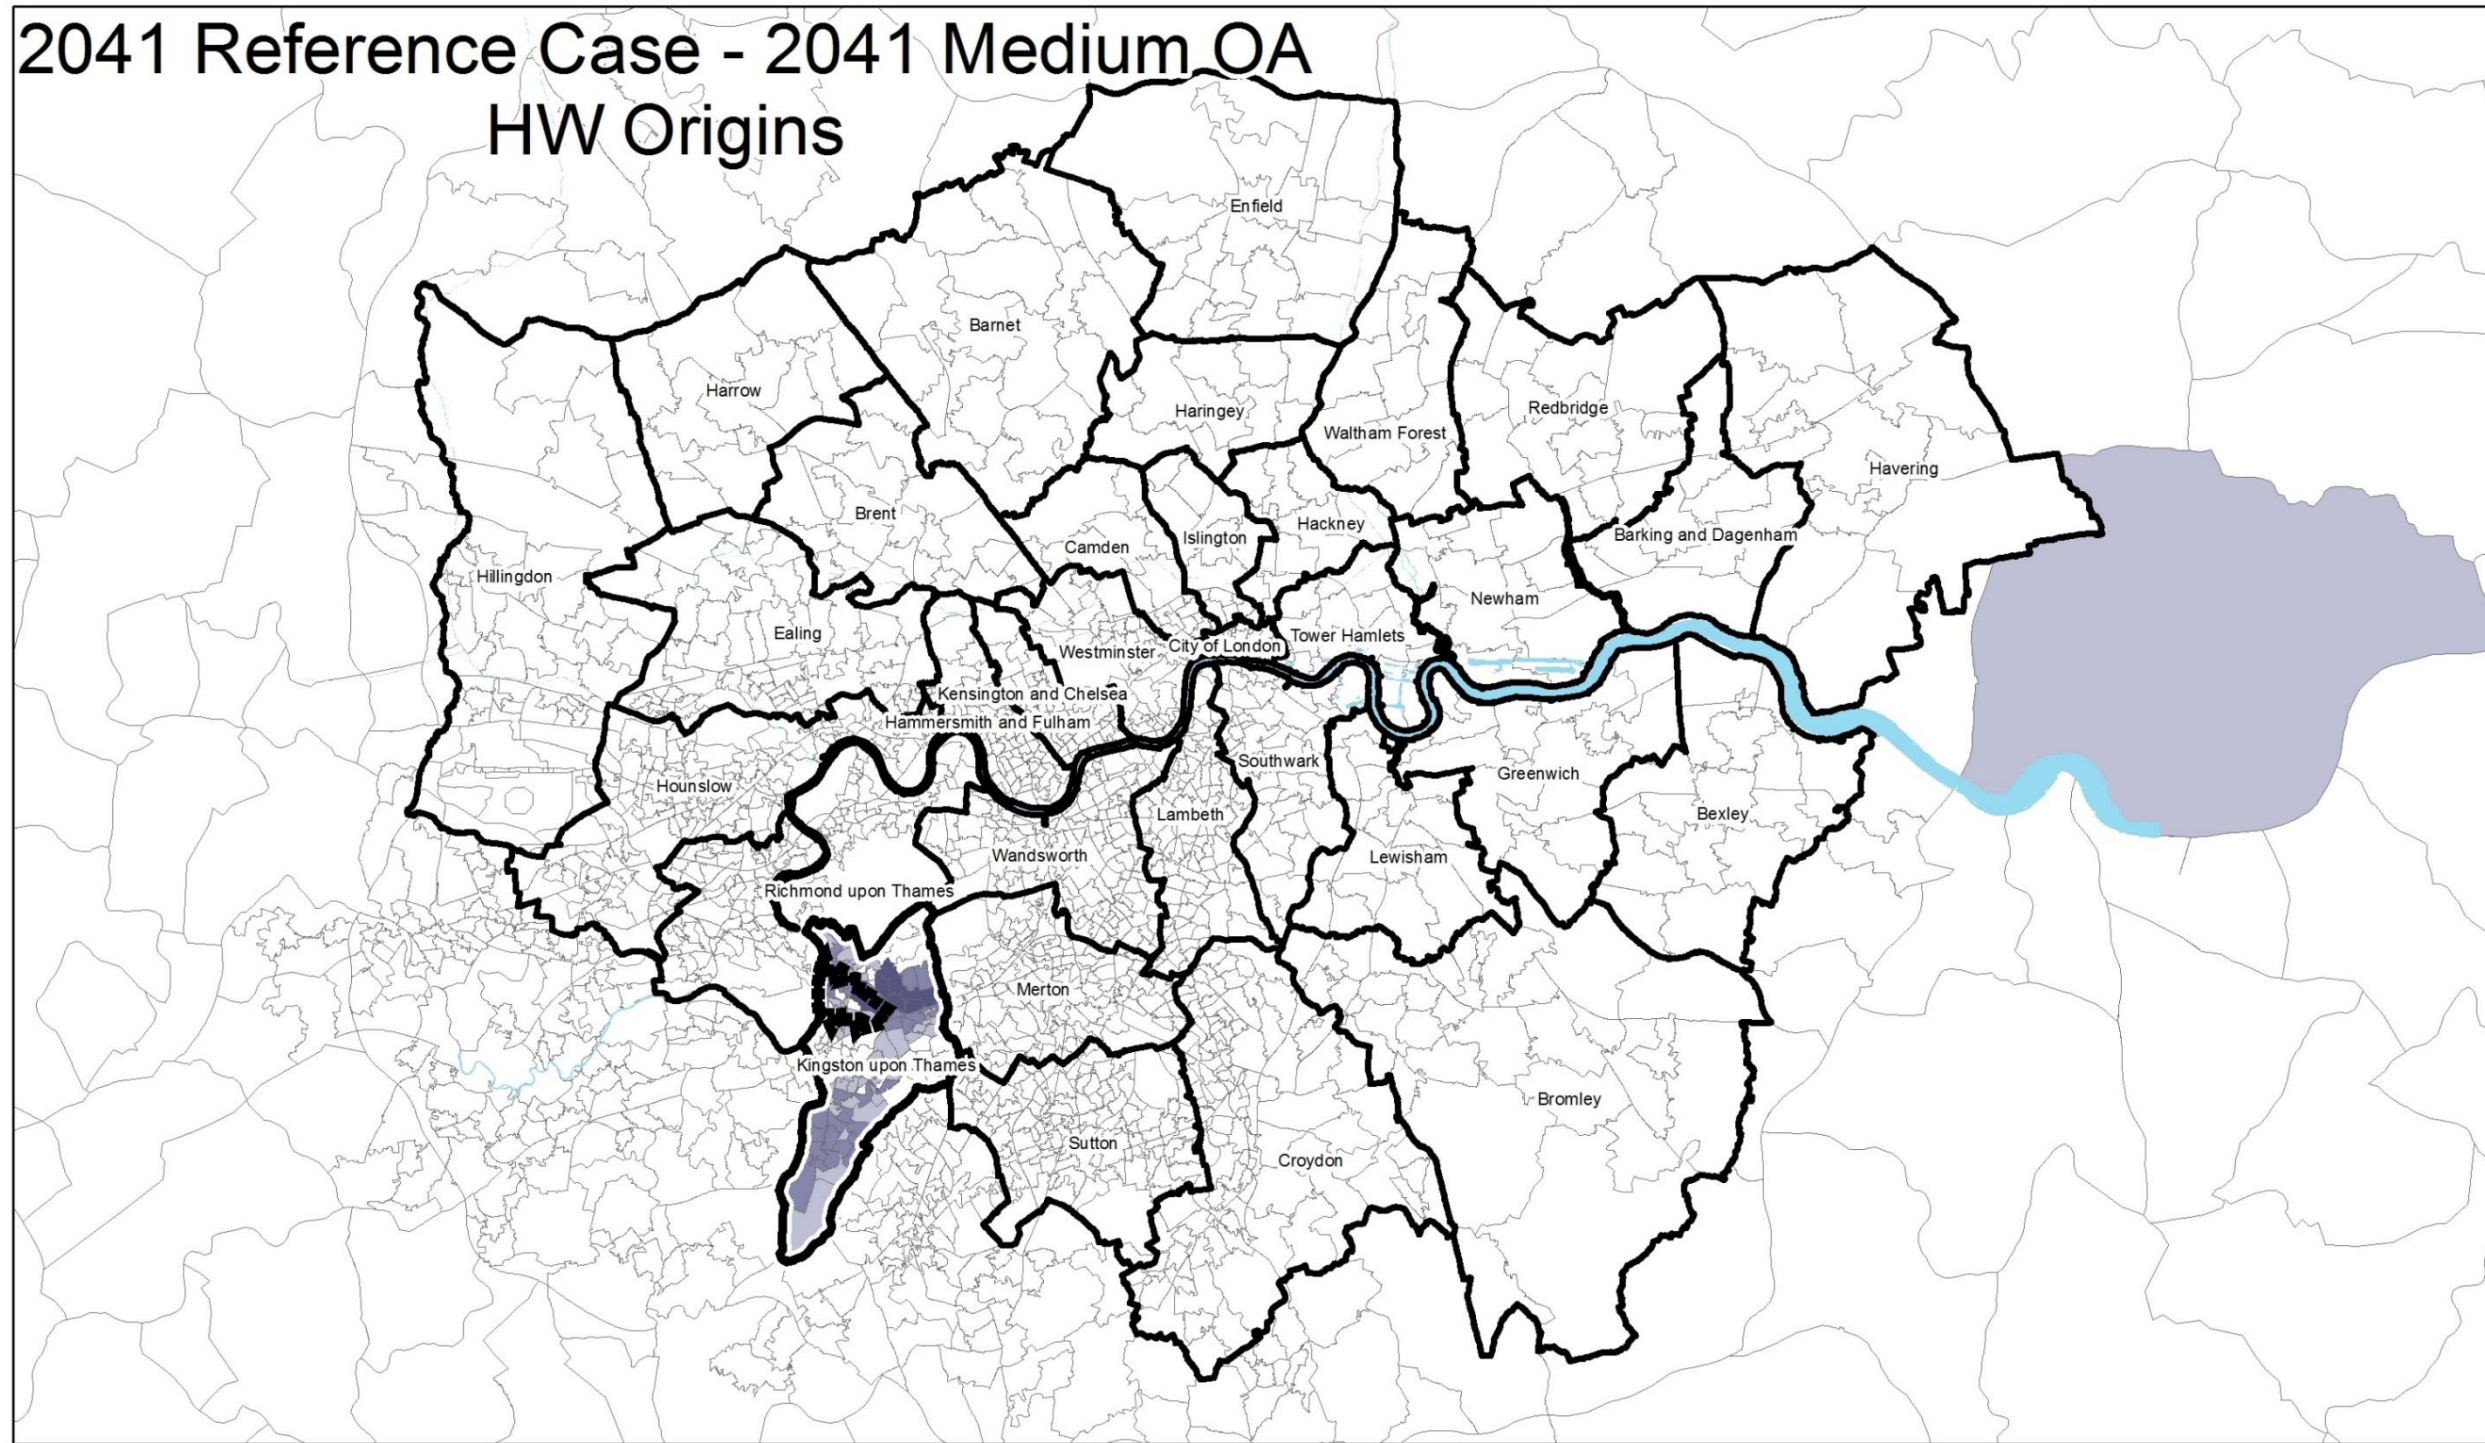 2041 Reference Case - 2041 Medium OA
HW Origins
Enfield
Barnet
Harrow
Haringey
Redbridge
Waltham Forest
Havering
Brent
Hackney
Barking and Dagenham
Islington
Camden
Hillingdon
Newham
Ealing
Tower Hamlets
City of London
Westminster
Kensington and Chelsea
Hammersmith and Fulham
Southwark
Greenwich
Hounslow
Lambeth
Bexley
Wandsworth
Lewisham
Richmond upon Thames
Merton
Kingston upon Thames
Bromley
Sutton
Croydon